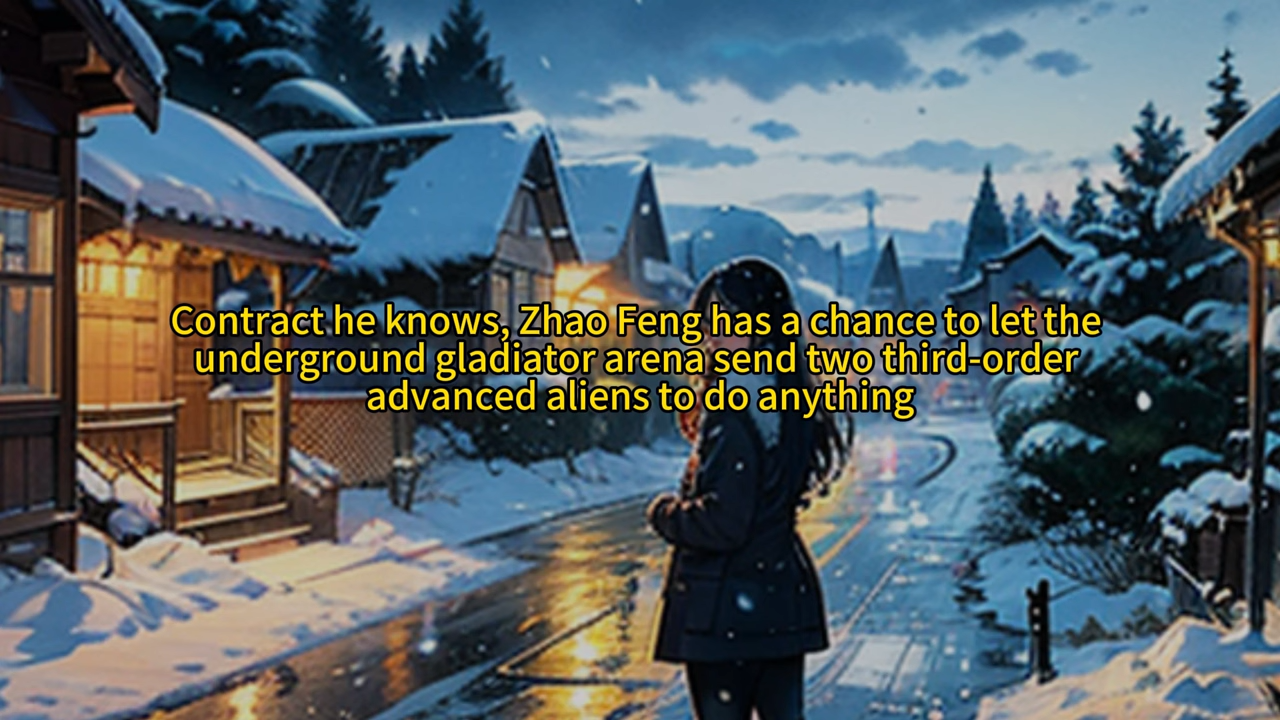 Contract he knows, Zhao Feng has a chance to let the
underground gladiator arena send two third-order
advanced aliens to do anything